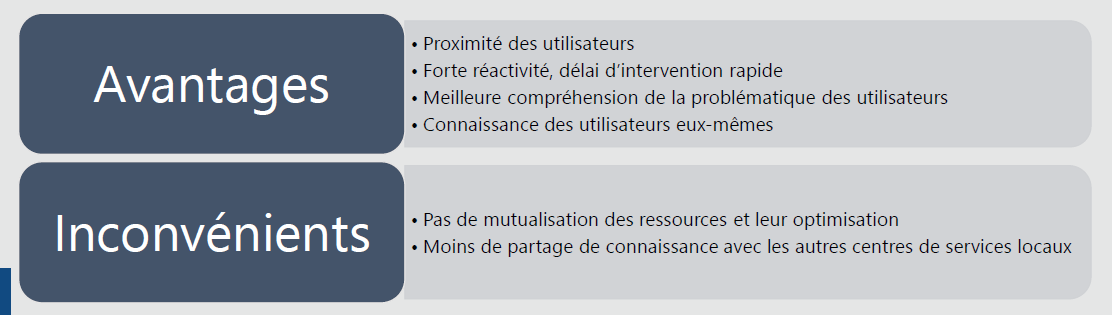 Avantages
• Proximité des utilisateurs
• Forte réactivité, délai d’intervention rapide
• Meilleure compréhension de la problématique des utilisateurs
• Connaissance des utilisateurs eux-mêmes
Inconvénients
• Pas de mutualisation des ressources et leur optimisation
• Moins de partage de connaissance avec les autres centres de services locaux